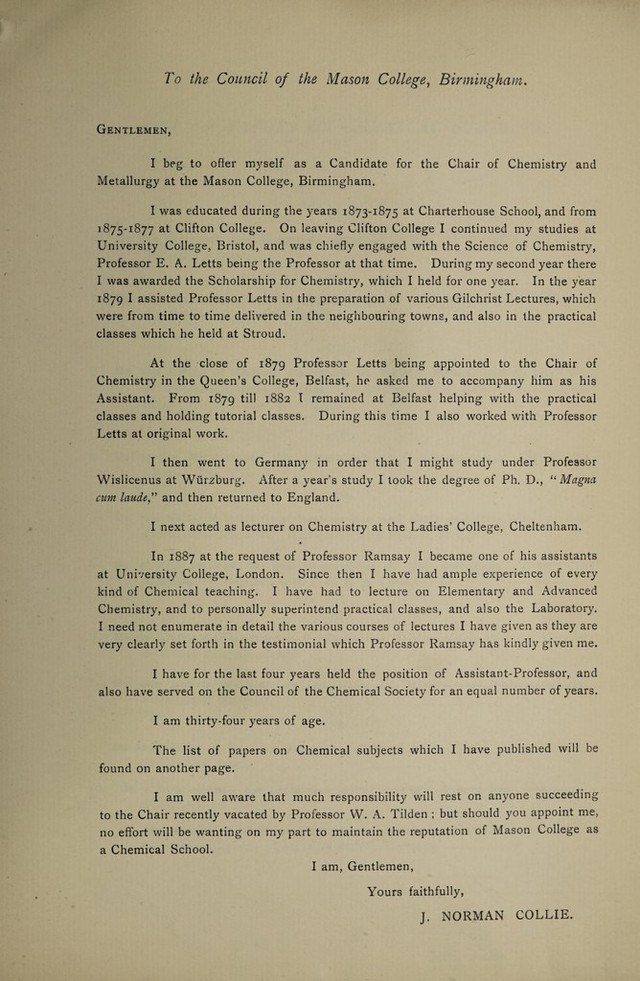 To the Council of the Mason College, Birmingham.
GENTLEMEN,
I beg to offer myself as a Candidate for the Chair of Chemistry and
Metallurgy at the Mason College, Birmingham.
I was educated during the years 1873-1875 at Charterhouse School, and from
1875-1877 at Clifton College. On leaving Clifton College I continued my studies at
University College, Bristol, and was chiefly engaged with the Science of Chemistry,
Professor E. A. Letts being the Professor at that time. During my second year there
I was awarded the Scholarship for Chemistry, which I held for one year. In the year
1879 I assisted Professor Letts in the preparation of various Gilchrist Lectures, which
were from time to time delivered in the neighbouring towns, and also in the practical
classes which he held at Stroud.
At the close of 1879 Professor Letts being appointed to the Chair of
Chemistry in the Queen's College, Belfast, he asked me to accompany him as his
Assistant. From 1879 till 1882 I remained at Belfast helping with the practical
classes and holding tutorial classes. During this time I also worked with Professor
Letts at original work.
I then went to Germany in order that I might study under Professor
Wislicenus at Würzburg. After a year's study I took the degree of Ph. D., "Magna
cum laude," and then returned to England.
I next acted as lecturer on Chemistry at the Ladies' College, Cheltenham.
In 1887 at the request of Professor Ramsay I became one of his assistants
at University College, London. Since then I have had ample experience of every
kind of Chemical teaching. I have had to lecture on Elementary and Advanced
Chemistry, and to personally superintend practical classes, and also the Laboratory.
I need not enumerate in detail the various courses of lectures I have given as they are
very clearly set forth in the testimonial which Professor Ramsay has kindly given me.
I have for the last four years held the position of Assistant-Professor, and
also have served on the Council of the Chemical Society for an equal number of years.
I am thirty-four years of age.
The list of papers on Chemical subjects which I have published will be
found on another page.
I am well aware that much responsibility will rest on anyone succeeding
to the Chair recently vacated by Professor W. A. Tilden ; but should you appoint me,
no effort will be wanting on my part to maintain the reputation of Mason College as
a Chemical School.
I am, Gentlemen,
Yours faithfully,
J. NORMAN COLLIE.